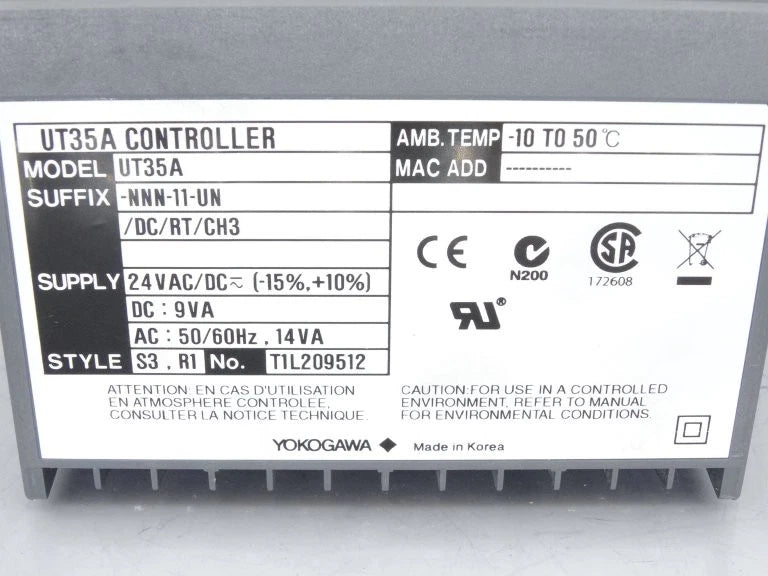 UT35A CONTROLLER
MODEL UT35A
SUFFIX -NNN-11-UN
/DC/RT/CH3
SUPPLY 24VAC/DC⎓ (-15%,+10%)
DC : 9VA
AC : 50/60Hz , 14VA
STYLE S3 , R1 No. T1L209512
AMB.TEMP -10 TO 50℃
MAC ADD ----------
CE
N200
SA
172608
RU®
ATTENTION: EN CAS D'UTILISATION
EN ATMOSPHERE CONTROLEE,
CONSULTER LA NOTICE TECHNIQUE.
CAUTION:FOR USE IN A CONTROLLED
ENVIRONMENT, REFER TO MANUAL
FOR ENVIRONMENTAL CONDITIONS.
YOKOGAWA ◆ Made in Korea